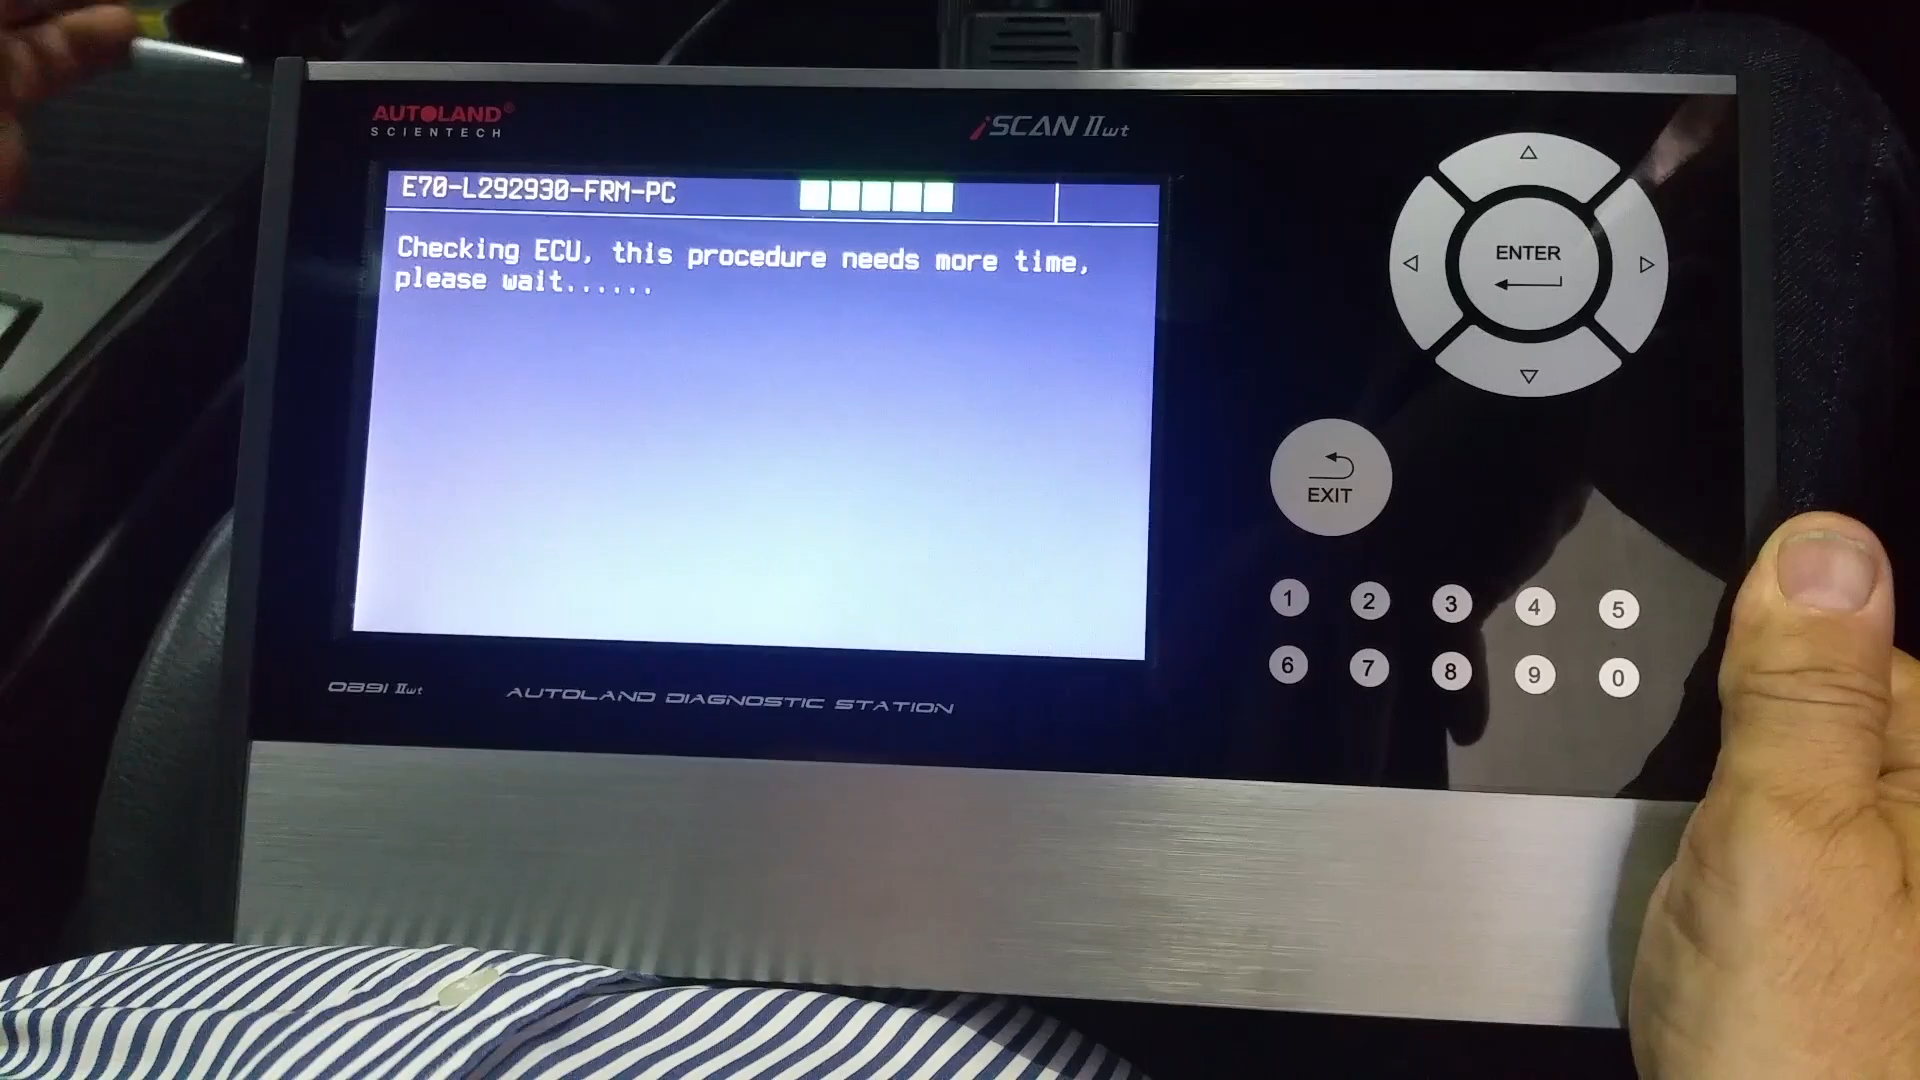 AUTOLAND®
SCIENTECH
iSCAN IIwt
E70-L292930-FRM-PC
Checking ECU, this procedure needs more time,
please wait......
ENTER
EXIT
1 2 3 4 5
6 7 8 9 0
OB91 IIwt
AUTOLAND DIAGNOSTIC STATION